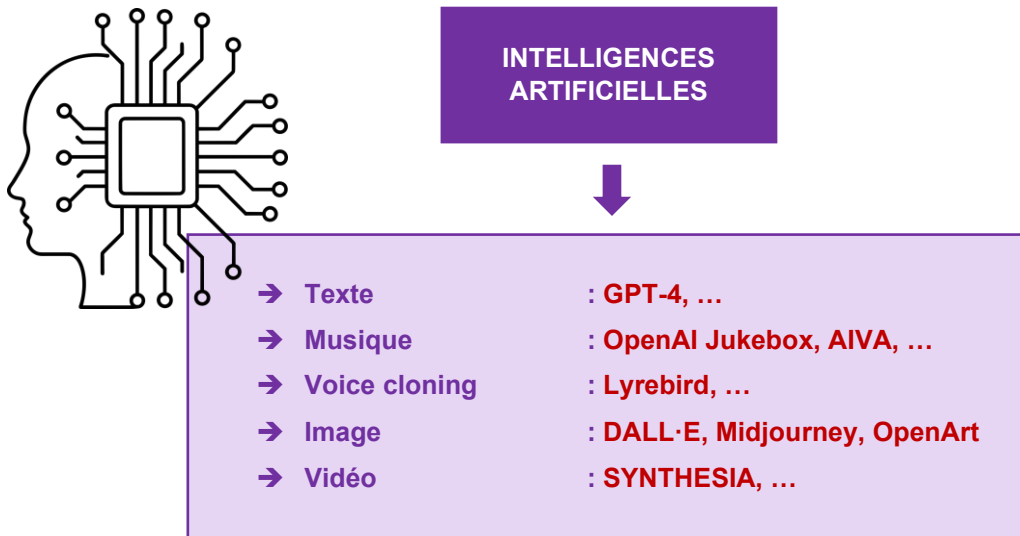 INTELLIGENCES
ARTIFICIELLES
➔ Texte : GPT-4, …
➔ Musique : OpenAI Jukebox, AIVA, …
➔ Voice cloning : Lyrebird, …
➔ Image : DALL·E, Midjourney, OpenArt
➔ Vidéo : SYNTHESIA, …